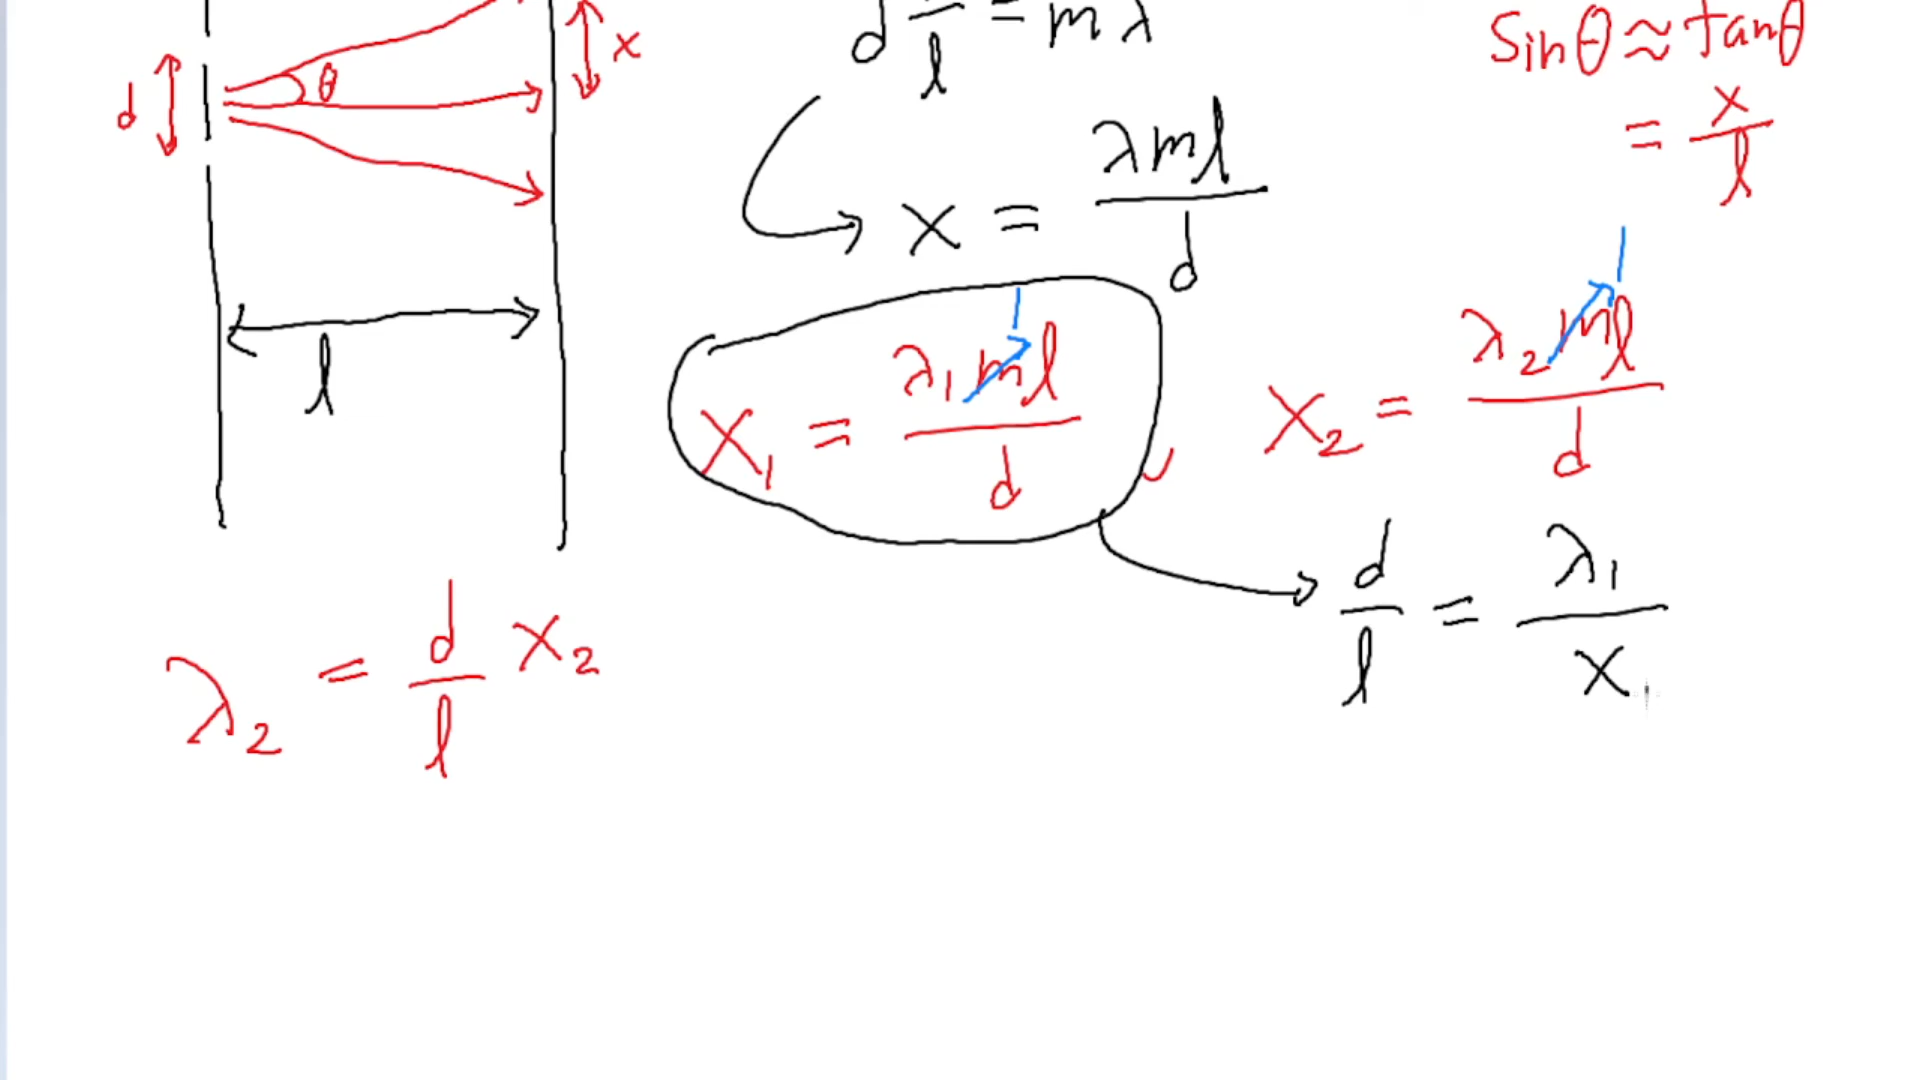 d x/l = mλ
sinθ ≈ tanθ
= x/l
x
d
θ
x = λml/d
l
x₁ = λ₁ml/d , x₂ = λ₂ml/d
1
1
d/l = λ₁/x₁
λ₂ = d/l x₂